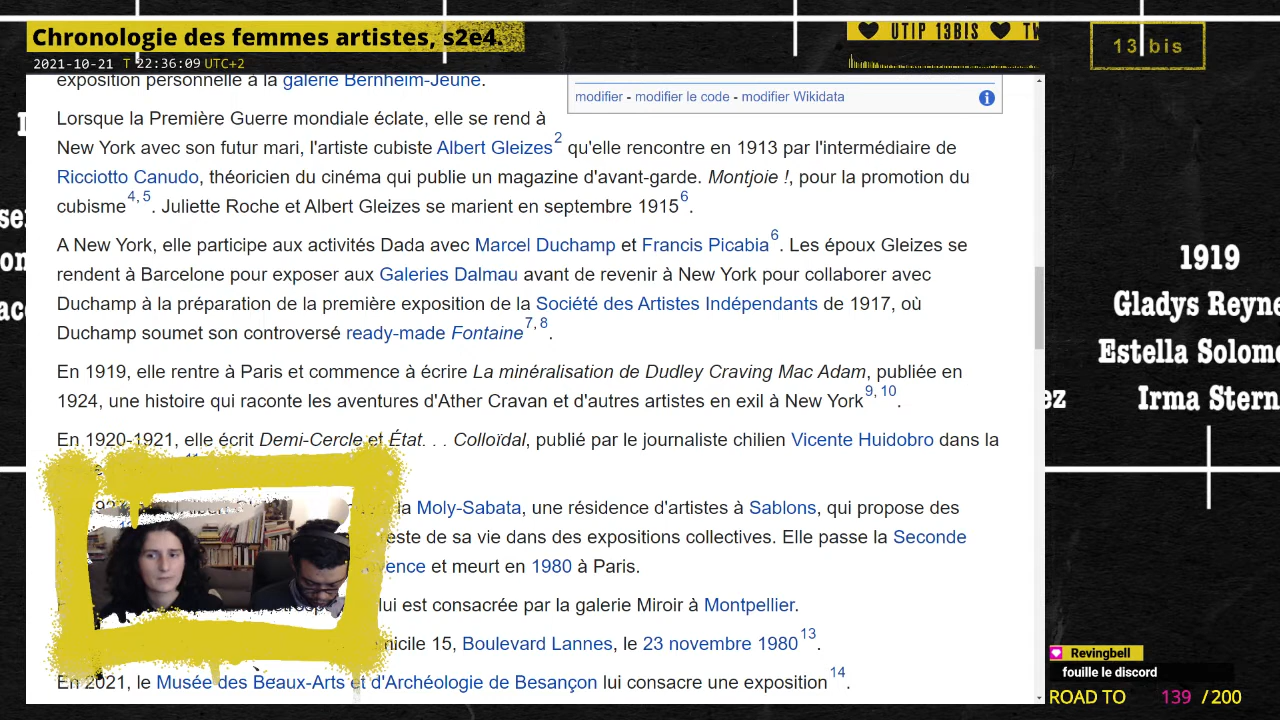 Chronologie des femmes artistes, s2e4.
UTIP 13BIS
13 bis
2021-10-21 T 22:36:09 UTC+2
exposition personnelle à la galerie Bernheim-Jeune.
modifier - modifier le code - modifier Wikidata
Lorsque la Première Guerre mondiale éclate, elle se rend à
New York avec son futur mari, l'artiste cubiste Albert Gleizes2 qu'elle rencontre en 1913 par l'intermédiaire de
Ricciotto Canudo, théoricien du cinéma qui publie un magazine d'avant-garde. Montjoie !, pour la promotion du
cubisme4, 5. Juliette Roche et Albert Gleizes se marient en septembre 19156.
A New York, elle participe aux activités Dada avec Marcel Duchamp et Francis Picabia6. Les époux Gleizes se
rendent à Barcelone pour exposer aux Galeries Dalmau avant de revenir à New York pour collaborer avec
Duchamp à la préparation de la première exposition de la Société des Artistes Indépendants de 1917, où
Duchamp soumet son controversé ready-made Fontaine7, 8.
En 1919, elle rentre à Paris et commence à écrire La minéralisation de Dudley Craving Mac Adam, publiée en
1924, une histoire qui raconte les aventures d'Ather Cravan et d'autres artistes en exil à New York9, 10.
En 1920-1921, elle écrit Demi-Cercle et État. . . Colloïdal, publié par le journaliste chilien Vicente Huidobro dans la
la Moly-Sabata, une résidence d'artistes à Sablons, qui propose des
reste de sa vie dans des expositions collectives. Elle passe la Seconde
et meurt en 1980 à Paris.
lui est consacrée par la galerie Miroir à Montpellier.
15, Boulevard Lannes, le 23 novembre 198013.
En 2021, le Musée des Beaux-Arts et d'Archéologie de Besançon lui consacre une exposition14.
1919
Gladys Reyne
Estella Solom
Irma Stern
ez
Revingbell
fouille le discord
ROAD TO 139 / 200